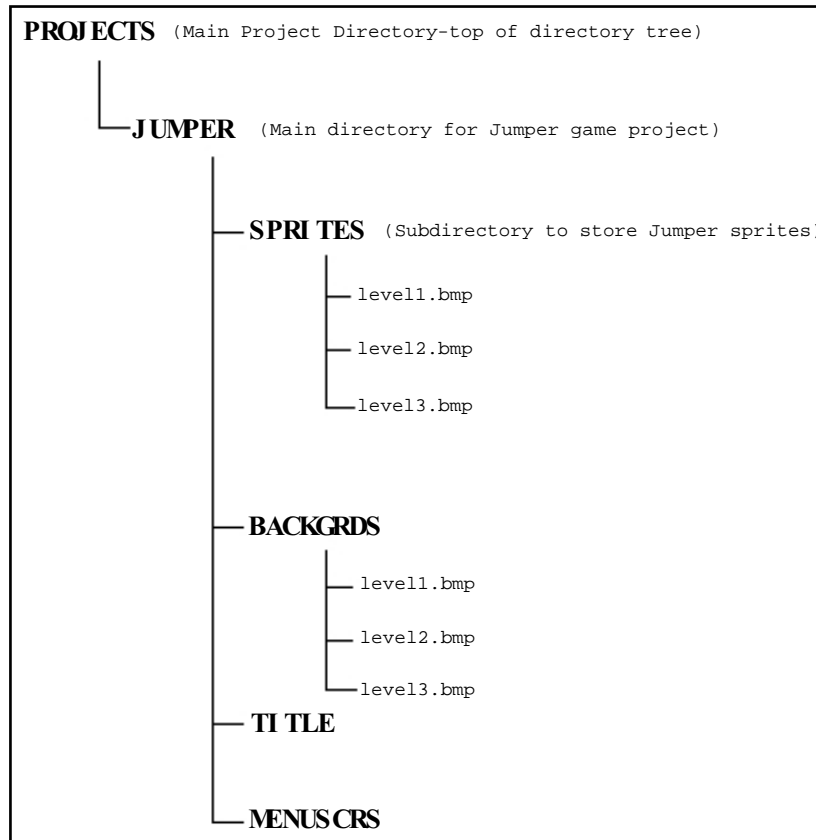 PROJECTS (Main Project Directory-top of directory tree)
JUMPER (Main directory for Jumper game project)
SPRITES (Subdirectory to store Jumper sprites)
level1.bmp
level2.bmp
level3.bmp
BACKGRDS
level1.bmp
level2.bmp
level3.bmp
TITLE
MENUSCRS